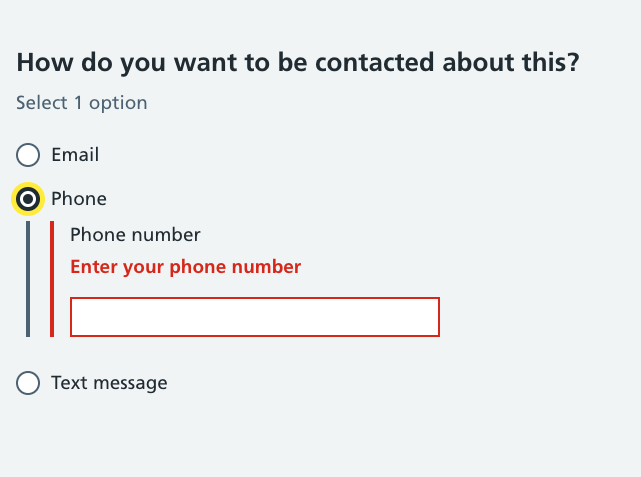 How do you want to be contacted about this?
Select 1 option
Email
Phone
Phone number
Enter your phone number
Text message